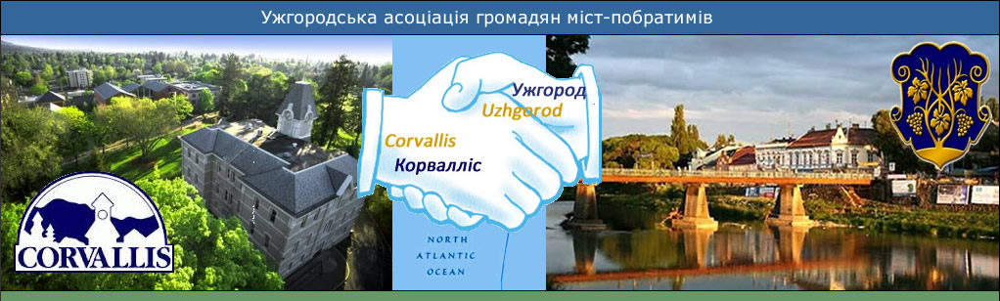 Ужгородська асоціація громадян міст-побратимів
Ужгород
Uzhgorod
Corvallis
Корвалліс
NORTH
ATLANTIC
OCEAN
CORVALLIS